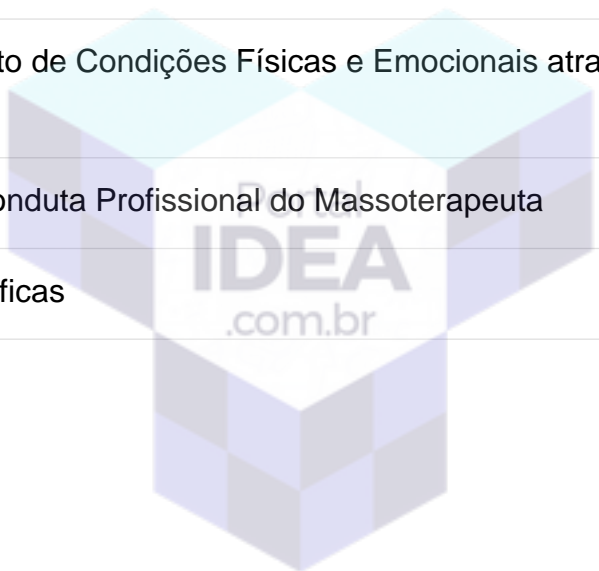 to de Condições Físicas e Emocionais atra
onduta Profissional do Massoterapeuta
Portal
IDEA
.com.br
ficas